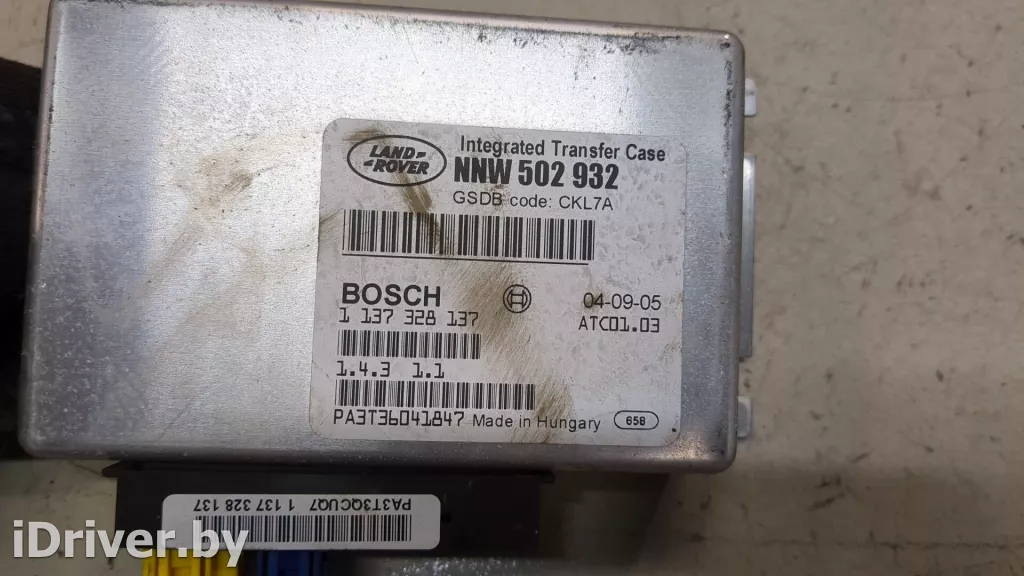 LAND ROVER
Integrated Transfer Case
NNW 502 932
GSDB code: CKL7A
BOSCH
04-09-05
1 137 328 137
ATC01.03
1.4.3 1.1
PA3T36041847 Made in Hungary 658
PA3T3QCUQ7 1 137 328 137
iDriver.by